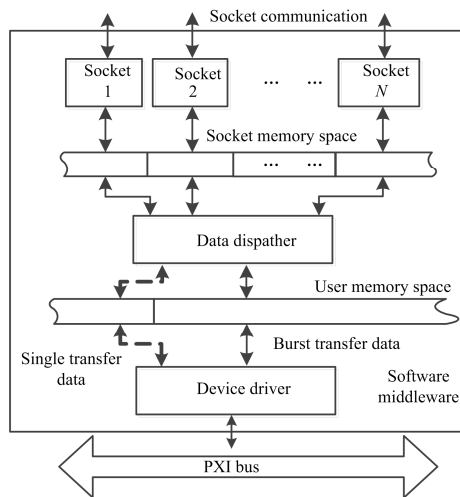 Socket communication
Socket
1
Socket
2
... ...
Socket
N
Socket memory space
... ...
Data dispather
User memory space
Single transfer
data
Burst transfer data
Device driver
Software
middleware
PXI bus